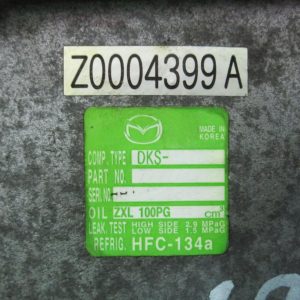 Z0004399 A
MADE IN
KOREA
COMP. TYPE DKS-
PART NO.
SERI. NO.
OIL ZXL 100PG cm³
LEAK. TEST HIGH SIDE 2.9 MPaG
LOW SIDE 1.5 MPaG
REFRIG. HFC-134a